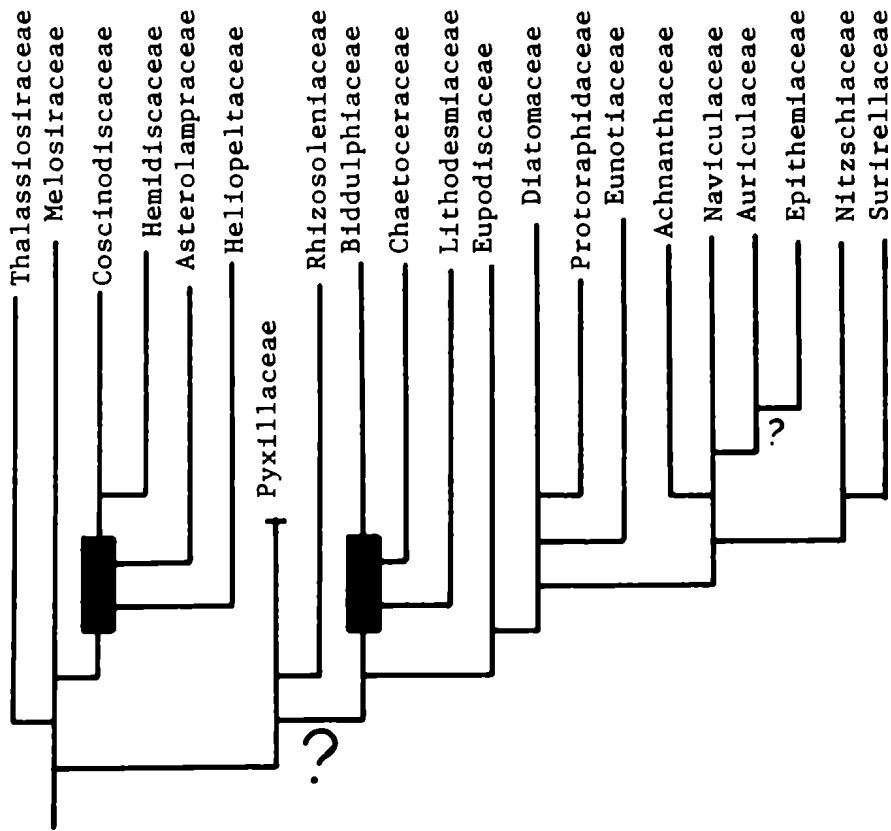 Thalassiosiraceae
Melosiraceae
Coscinodiscaceae
Hemidiscaceae
Asterolampraceae
Heliopeltaceae
Pyxillaceae
Rhizosoleniaceae
Biddulphiaceae
Chaetoceraceae
Lithodesmiaceae
Eupodiscaceae
Diatomaceae
Protoraphidaceae
Eunotiaceae
Achnanthaceae
Naviculaceae
Auriculaceae
Epithemiaceae
Nitzschiaceae
Surirellaceae
?
?